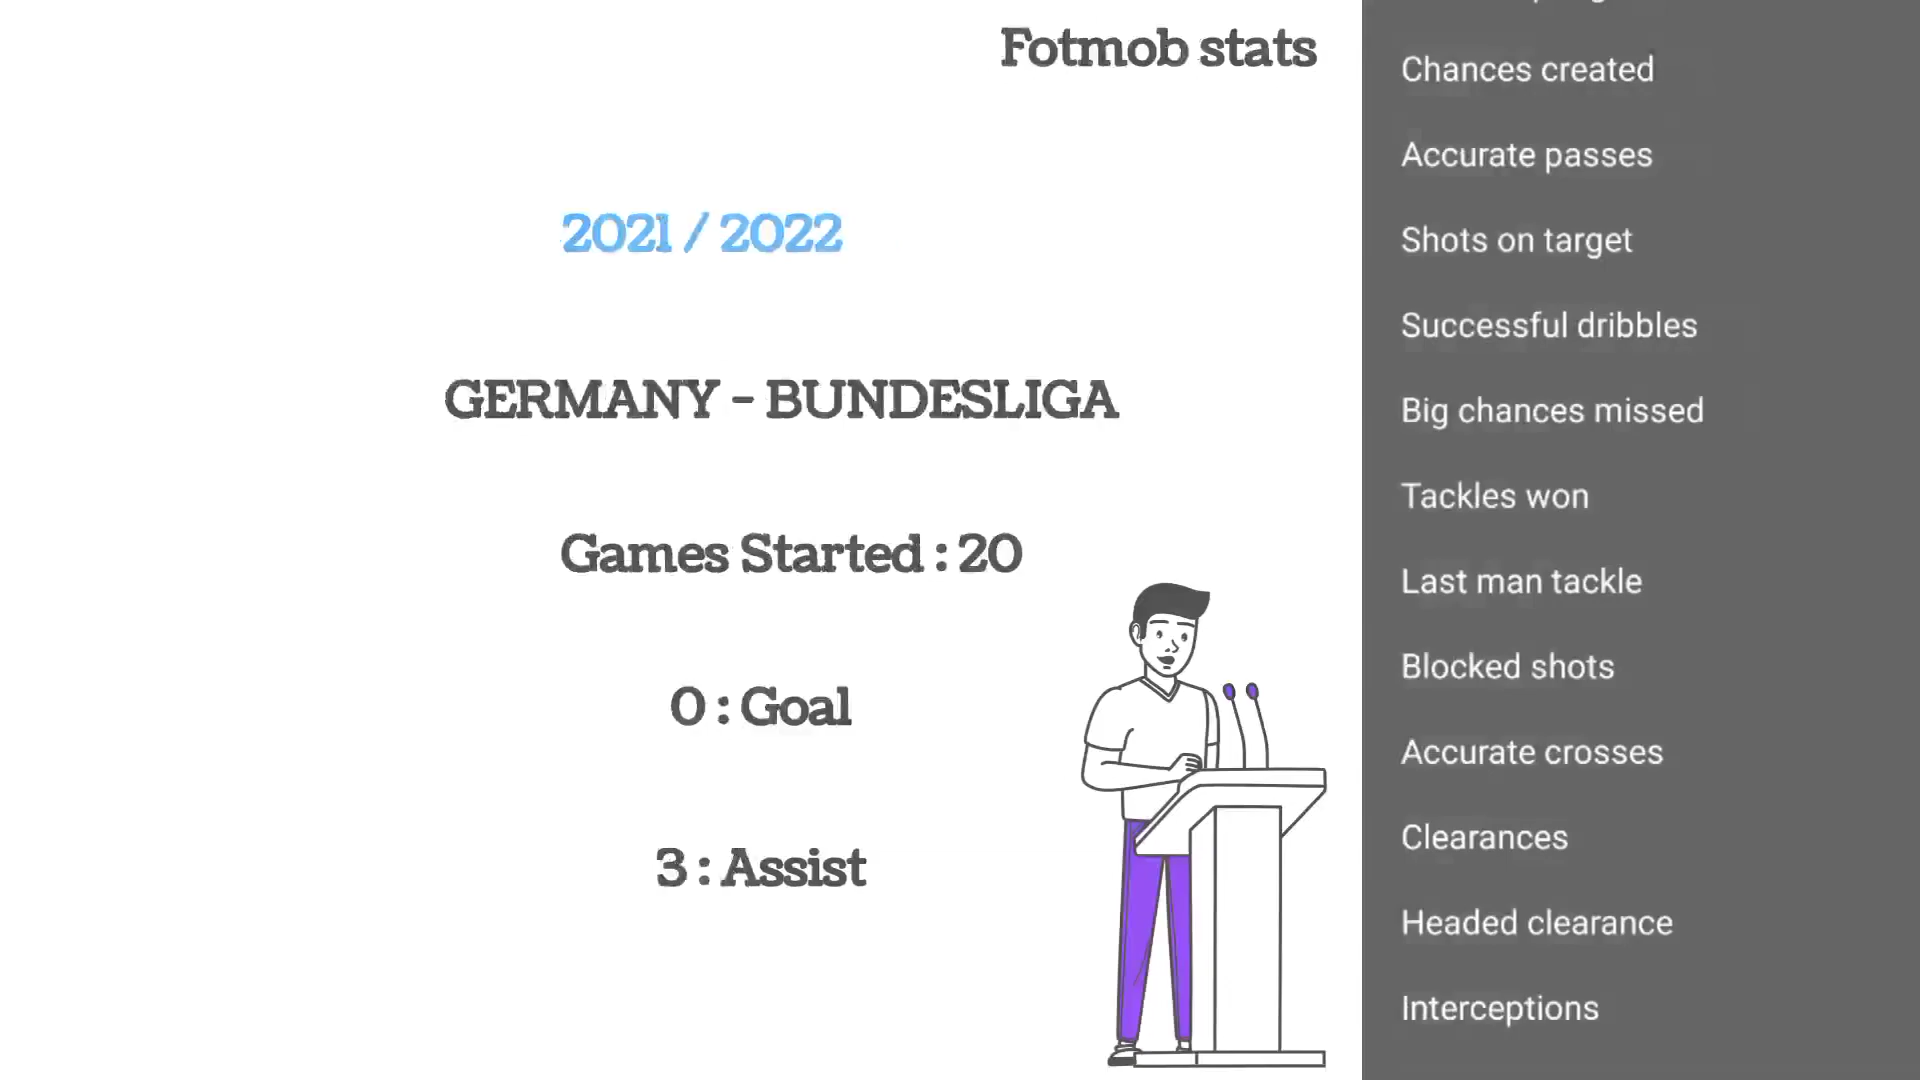 Fotmob stats
2021 / 2022
GERMANY - BUNDESLIGA
Games Started : 20
0 : Goal
3 : Assist
Chances created
Accurate passes
Shots on target
Successful dribbles
Big chances missed
Tackles won
Last man tackle
Blocked shots
Accurate crosses
Clearances
Headed clearance
Interceptions